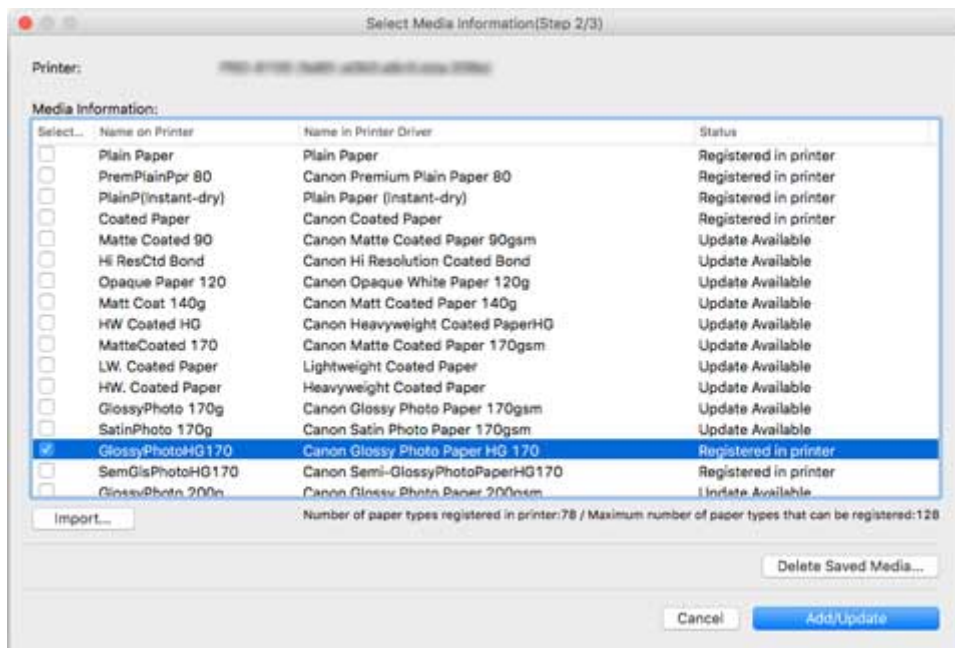 Select Media Information(Step 2/3)
Printer:
Media Information:
Select... Name on Printer Name in Printer Driver Status
Plain Paper Plain Paper Registered in printer
PremPlainPpr 80 Canon Premium Plain Paper 80 Registered in printer
PlainP(Instant-dry) Plain Paper (Instant-dry) Registered in printer
Coated Paper Canon Coated Paper Registered in printer
Matte Coated 90 Canon Matte Coated Paper 90gsm Update Available
Hi ResCtd Bond Canon Hi Resolution Coated Bond Update Available
Opaque Paper 120 Canon Opaque White Paper 120g Update Available
Matt Coat 140g Canon Matt Coated Paper 140g Update Available
HW Coated HG Canon Heavyweight Coated PaperHG Update Available
MatteCoated 170 Canon Matte Coated Paper 170gsm Update Available
LW. Coated Paper Lightweight Coated Paper Update Available
HW. Coated Paper Heavyweight Coated Paper Update Available
GlossyPhoto 170g Canon Glossy Photo Paper 170gsm Update Available
SatinPhoto 170g Canon Satin Photo Paper 170gsm Update Available
GlossyPhotoHG170 Canon Glossy Photo Paper HG 170 Registered in printer
SemGlsPhotoHG170 Canon Semi-GlossyPhotoPaperHG170 Registered in printer
GlossyPhoto 200g Canon Glossy Photo Paper 200gsm Update Available
Import... Number of paper types registered in printer:78 / Maximum number of paper types that can be registered:128
Delete Saved Media...
Cancel Add/Update